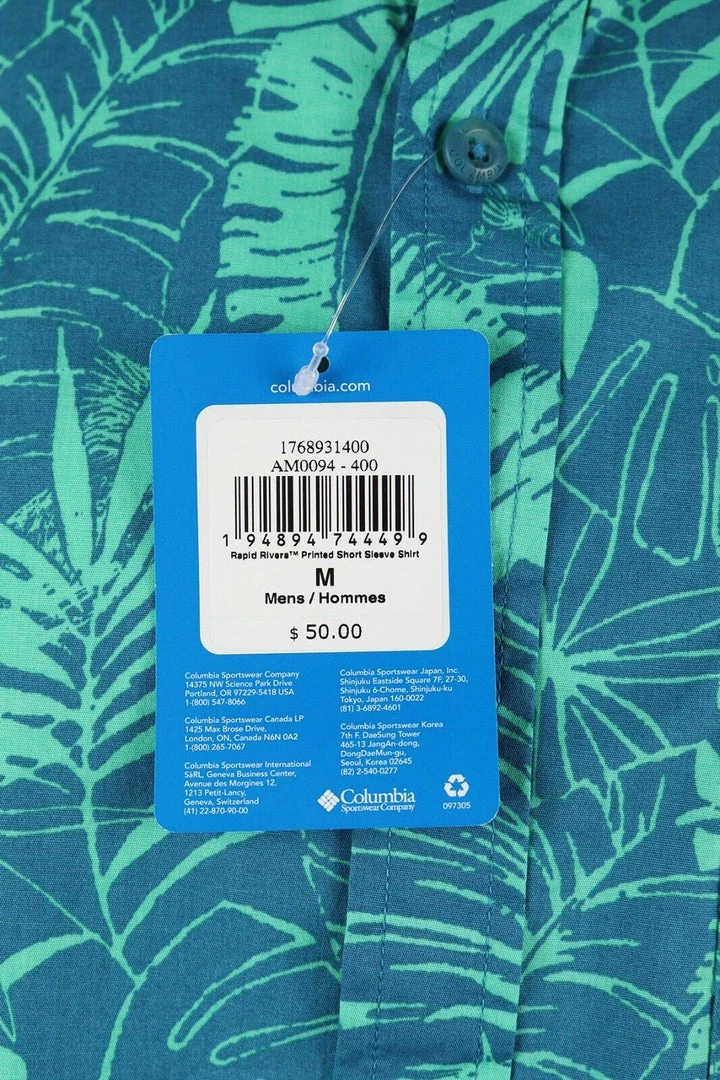 COLUMBIA
columbia.com
1768931400
AM0094 - 400
1 94894 74449 9
Rapid Rivers™ Printed Short Sleeve Shirt
M
Mens / Hommes
$ 50.00
Columbia Sportswear Company
14375 NW Science Park Drive
Portland, OR 97229-5418 USA
1-(800) 547-8066
Columbia Sportswear Canada LP
1425 Max Brose Drive,
London, ON, Canada N6N 0A2
1-(800) 265-7067
Columbia Sportswear International
SàRL, Geneva Business Center,
Avenue des Morgines 12,
1213 Petit-Lancy,
Geneva, Switzerland
(41) 22-870-90-00
Columbia Sportswear Japan, Inc.
Shinjuku Eastside Square 7F, 27-30,
Shinjuku 6-Chome, Shinjuku-ku
Tokyo, Japan 160-0022
(81) 3-6892-4601
Columbia Sportswear Korea
7th F. DaeSung Tower
465-13 JangAn-dong,
DongDaeMun-gu,
Seoul, Korea 02645
(82) 2-540-0277
Columbia
Sportswear Company
097305